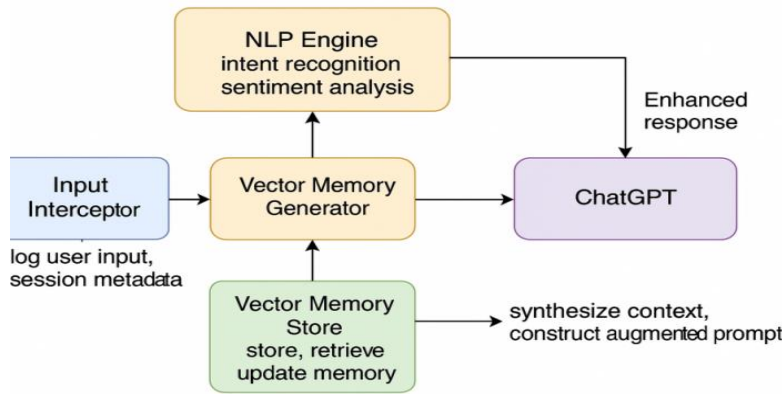 NLP Engine
intent recognition
sentiment analysis
Enhanced
response
Input
Interceptor
log user input,
session metadata
Vector Memory
Generator
ChatGPT
Vector Memory
Store
store, retrieve
update memory
synthesize context,
construct augmented prompt